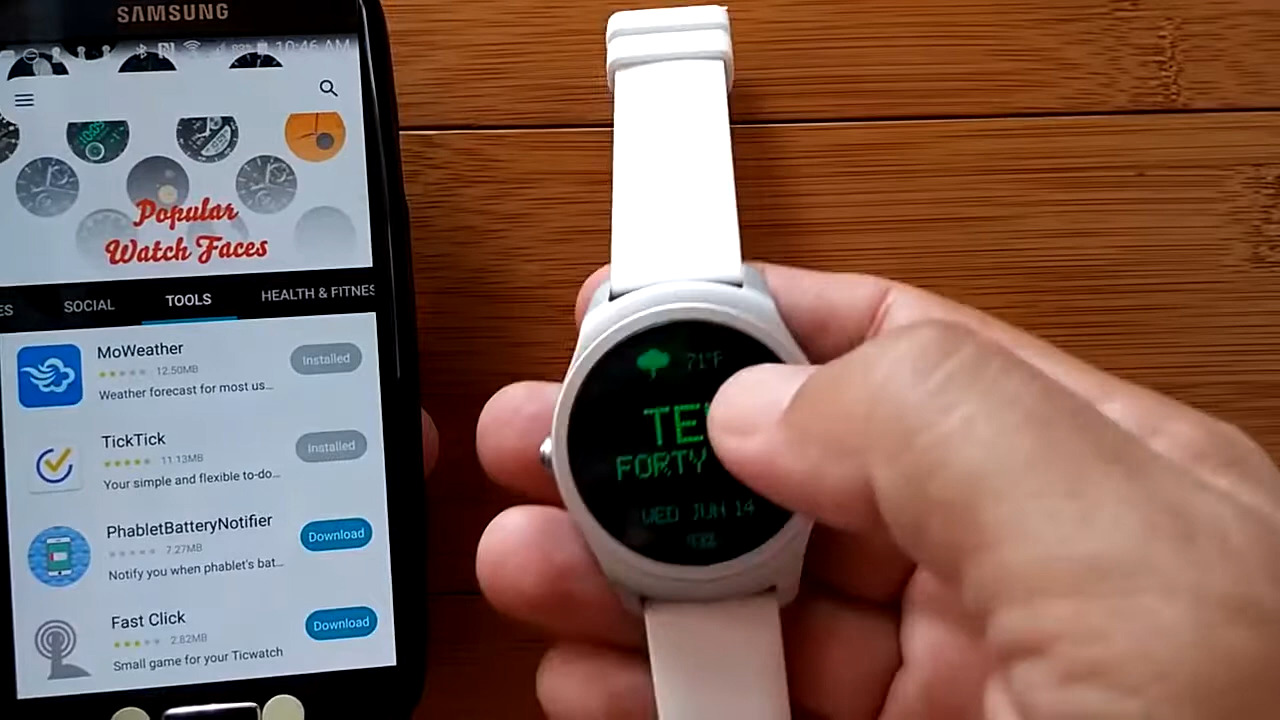 SAMSUNG
10:46 AM
Popular
Watch Faces
SOCIAL
TOOLS
HEALTH & FITNES
MoWeather
12.50MB
Installed
Weather forecast for most us...
TickTick
11.13MB
Installed
Your simple and flexible to-do...
PhabletBatteryNotifier
7.27MB
Download
Notify you when phablet's bat...
Fast Click
2.82MB
Download
Small game for your Ticwatch
71°F
FORTY
WED JUN 14
93%